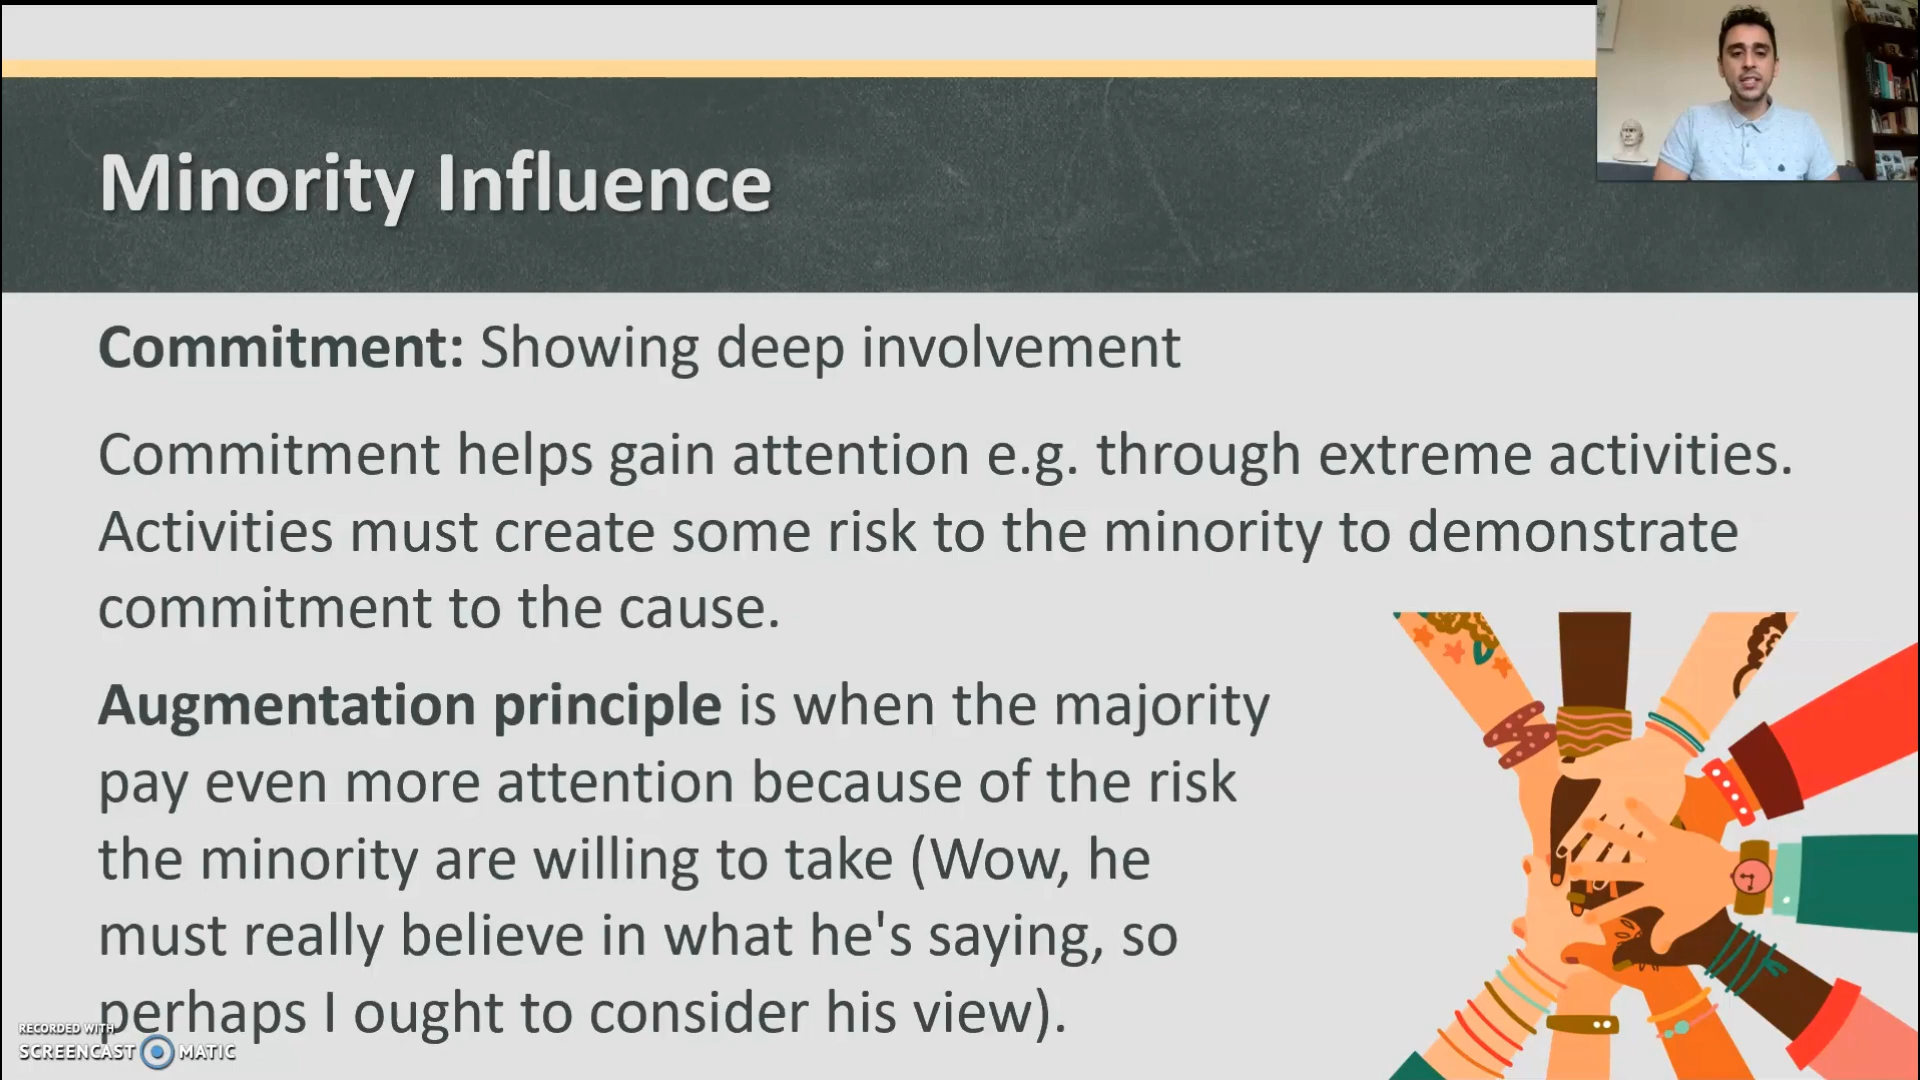 Minority Influence
Commitment: Showing deep involvement
Commitment helps gain attention e.g. through extreme activities.
Activities must create some risk to the minority to demonstrate
commitment to the cause.
Augmentation principle is when the majority
pay even more attention because of the risk
the minority are willing to take (Wow, he
must really believe in what he's saying, so
perhaps I ought to consider his view).
RECORDED WITH
SCREENCAST MATIC